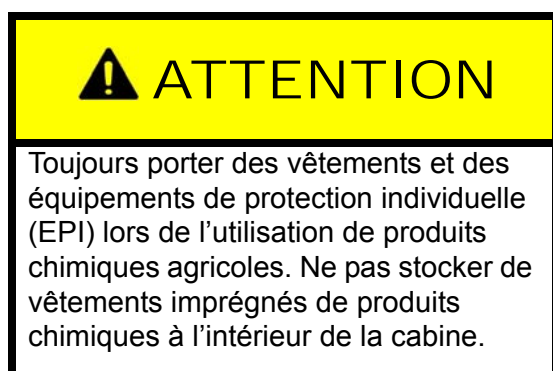 ATTENTION
Toujours porter des vêtements et des
équipements de protection individuelle
(EPI) lors de l’utilisation de produits
chimiques agricoles. Ne pas stocker de
vêtements imprégnés de produits
chimiques à l’intérieur de la cabine.